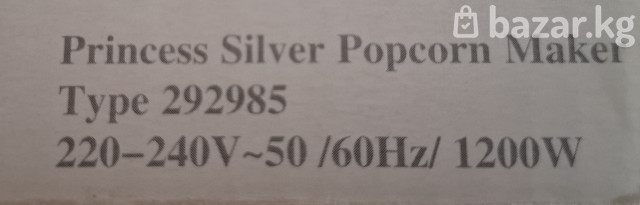 bazar.kg
Princess Silver Popcorn Maker
Type 292985
220–240V~50 /60Hz/ 1200W